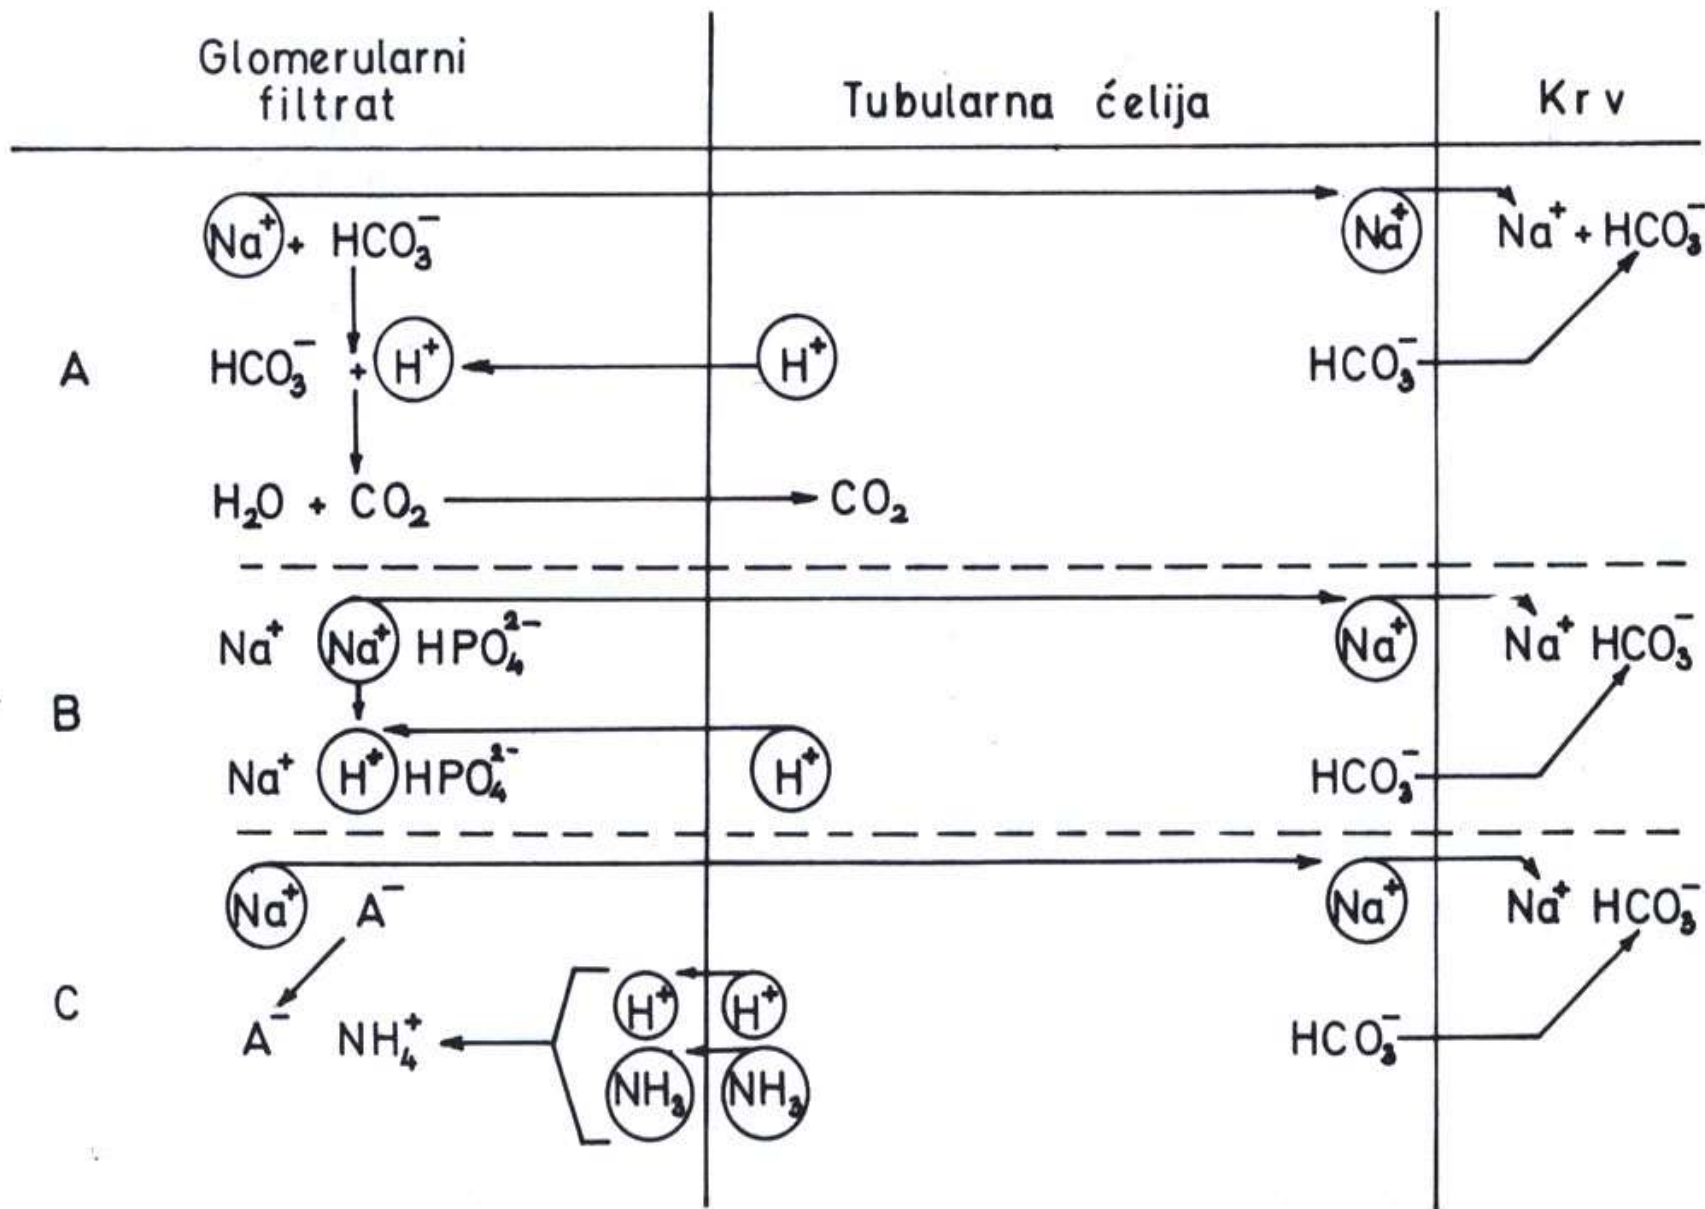 Glomerularni
filtrat
Tubularna ćelija
Krv
Na⁺ + HCO₃⁻
Na⁺
Na⁺ + HCO₃⁻
A
HCO₃⁻ + H⁺
H⁺
HCO₃⁻
H₂O + CO₂
CO₂
Na⁺ Na⁺ HPO₄²⁻
Na⁺
Na⁺ HCO₃⁻
B
Na⁺ H⁺ HPO₄²⁻
H⁺
HCO₃⁻
Na⁺ A⁻
Na⁺
Na⁺ HCO₃⁻
C
H⁺
H⁺
A⁻ NH₄⁺
HCO₃⁻
NH₃
NH₃